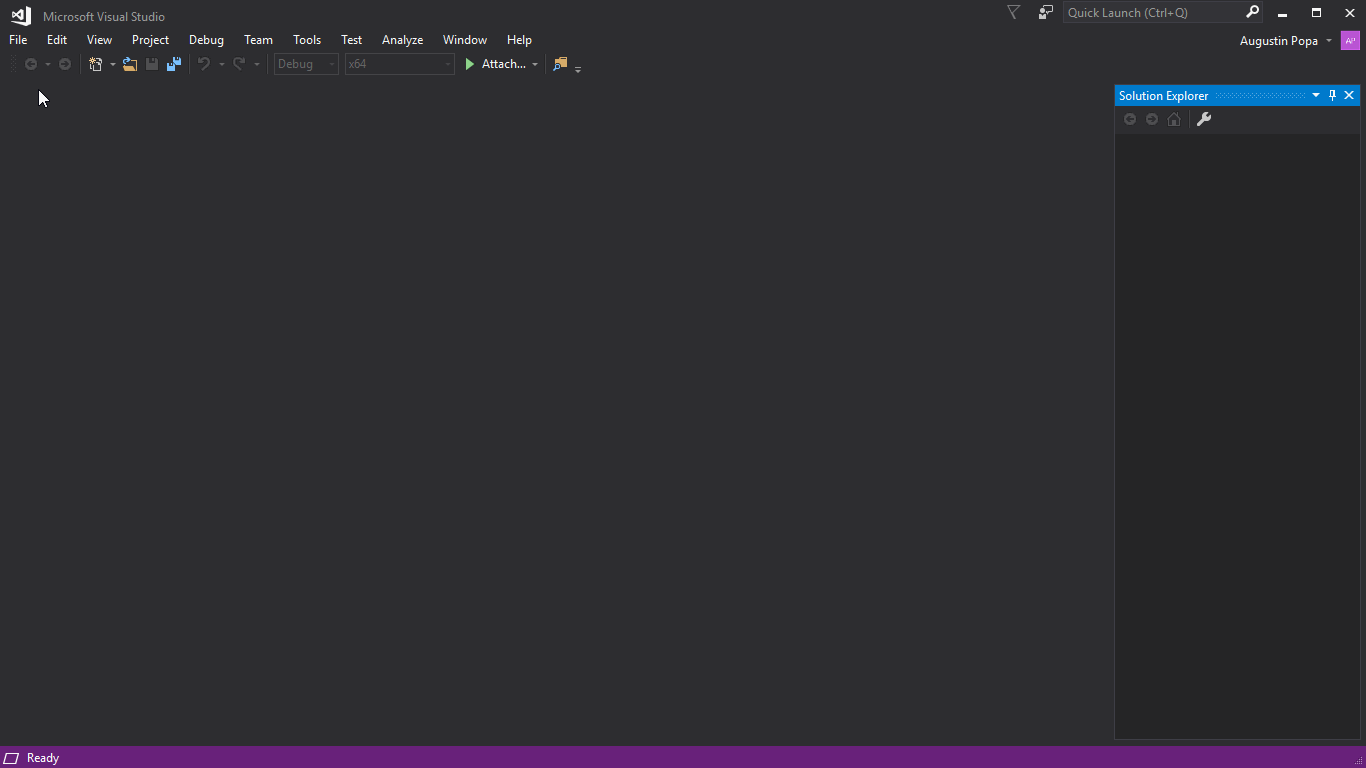 Microsoft Visual Studio
Quick Launch (Ctrl+Q)
File Edit View Project Debug Team Tools Test Analyze Window Help
Augustin Popa AP
Debug x64 Attach...
Solution Explorer
Ready